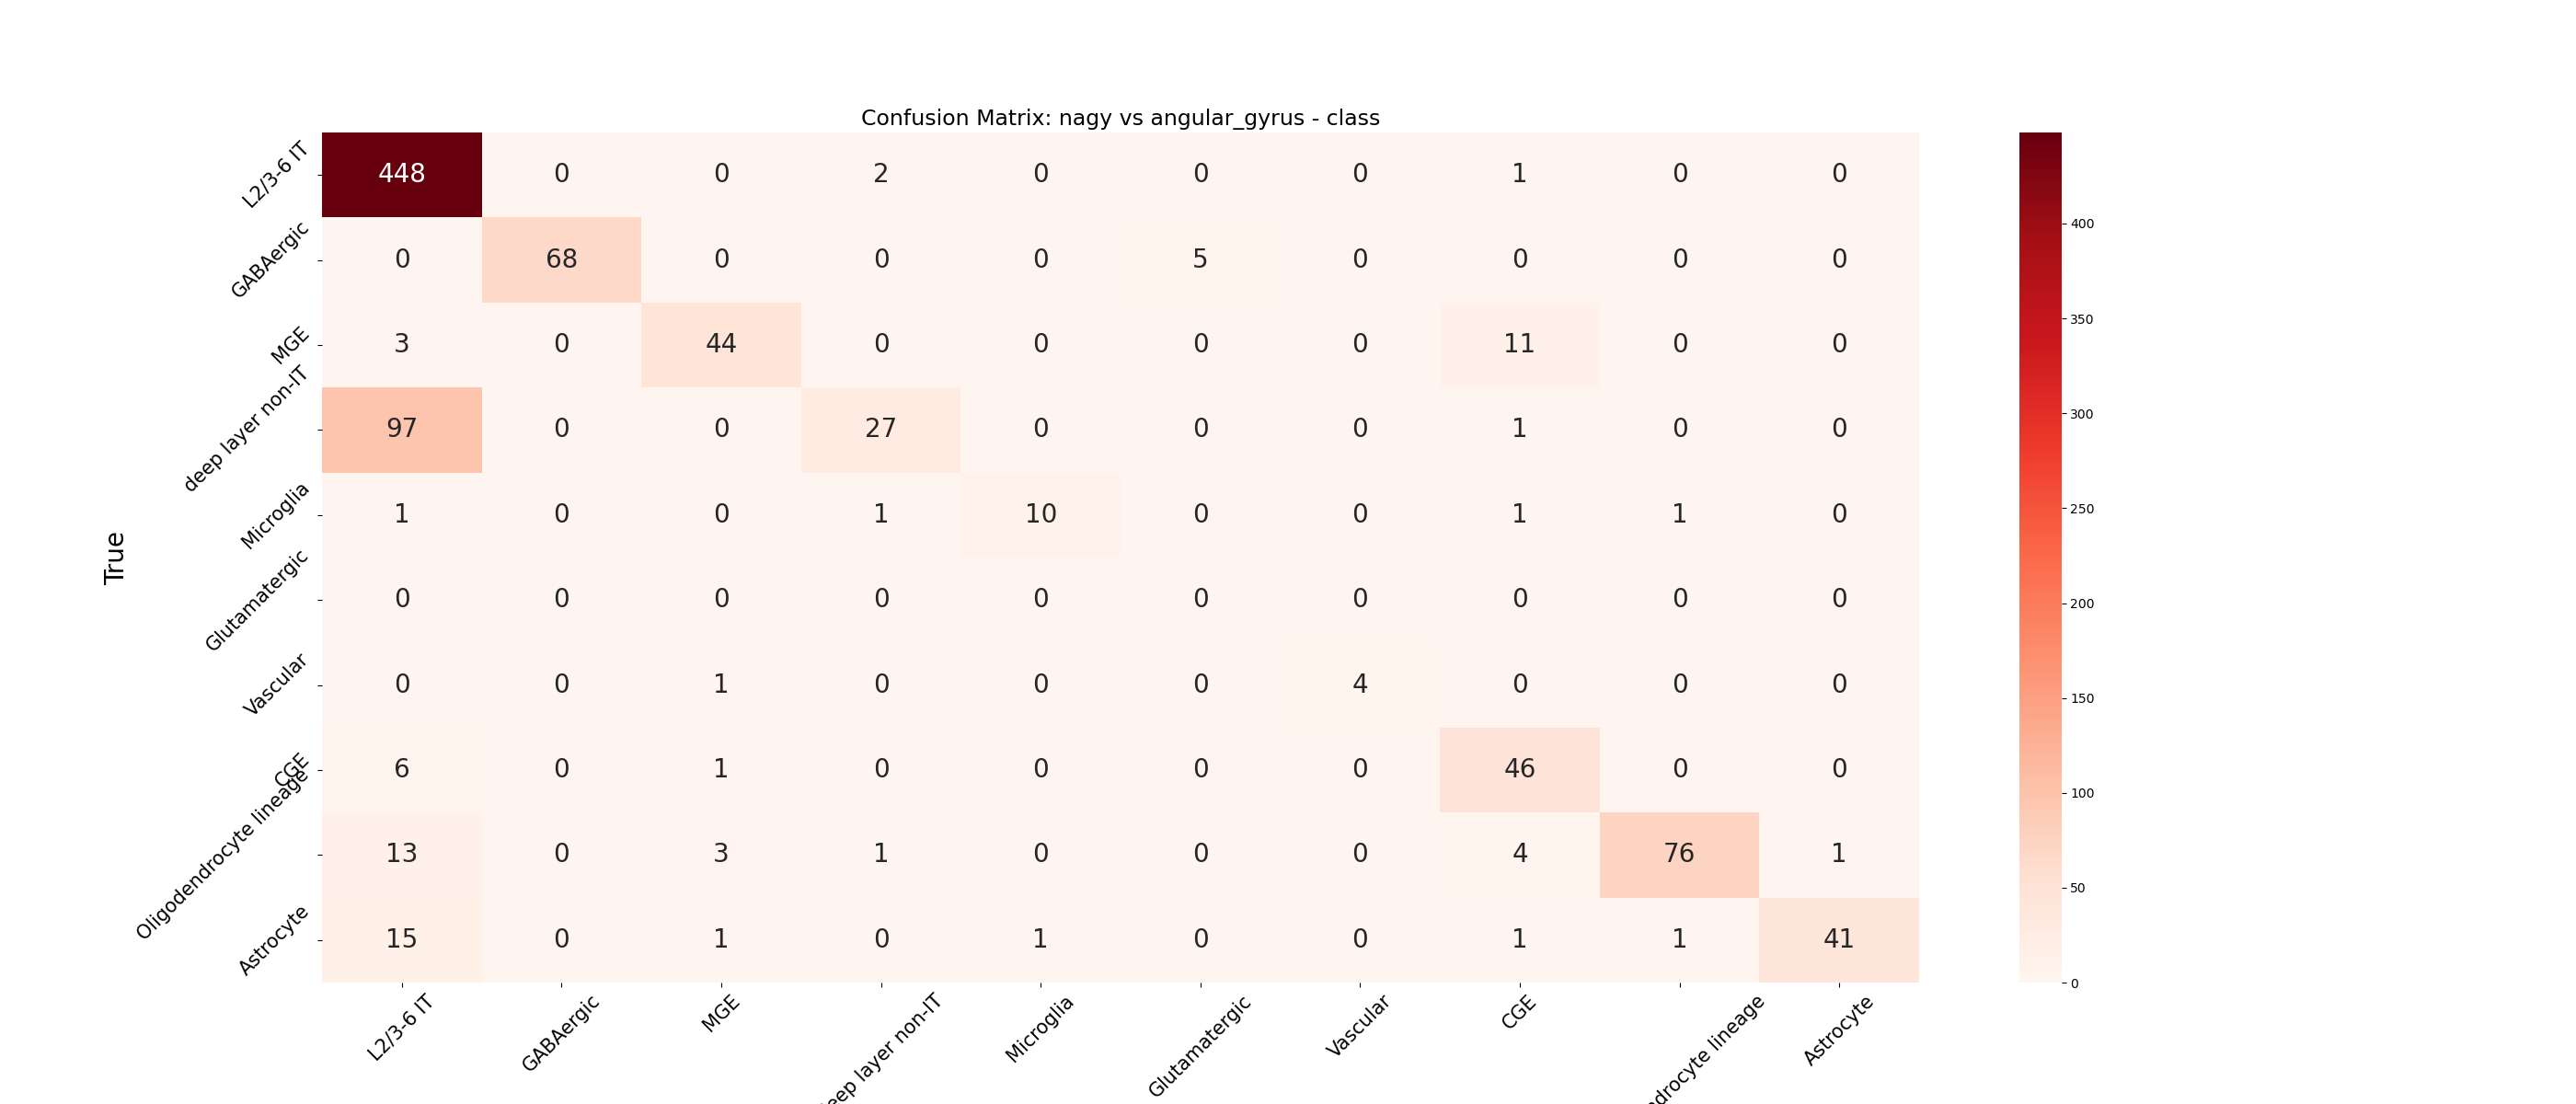 Confusion Matrix: nagy vs angular_gyrus - class
True
L2/3-6 IT 448 0 0 2 0 0 0 1 0 0
GABAergic 0 68 0 0 0 5 0 0 0 0
MGE 3 0 44 0 0 0 0 11 0 0
deep layer non-IT 97 0 0 27 0 0 0 1 0 0
Microglia 1 0 0 1 10 0 0 1 1 0
Glutamatergic 0 0 0 0 0 0 0 0 0 0
Vascular 0 0 1 0 0 0 4 0 0 0
CGE 6 0 1 0 0 0 0 46 0 0
Oligodendrocyte lineage 13 0 3 1 0 0 0 4 76 1
Astrocyte 15 0 1 0 1 0 0 1 1 41
L2/3-6 IT GABAergic MGE layer non-IT Microglia Glutamatergic Vascular CGE lineage Astrocyte
400
350
300
250
200
150
100
50
0